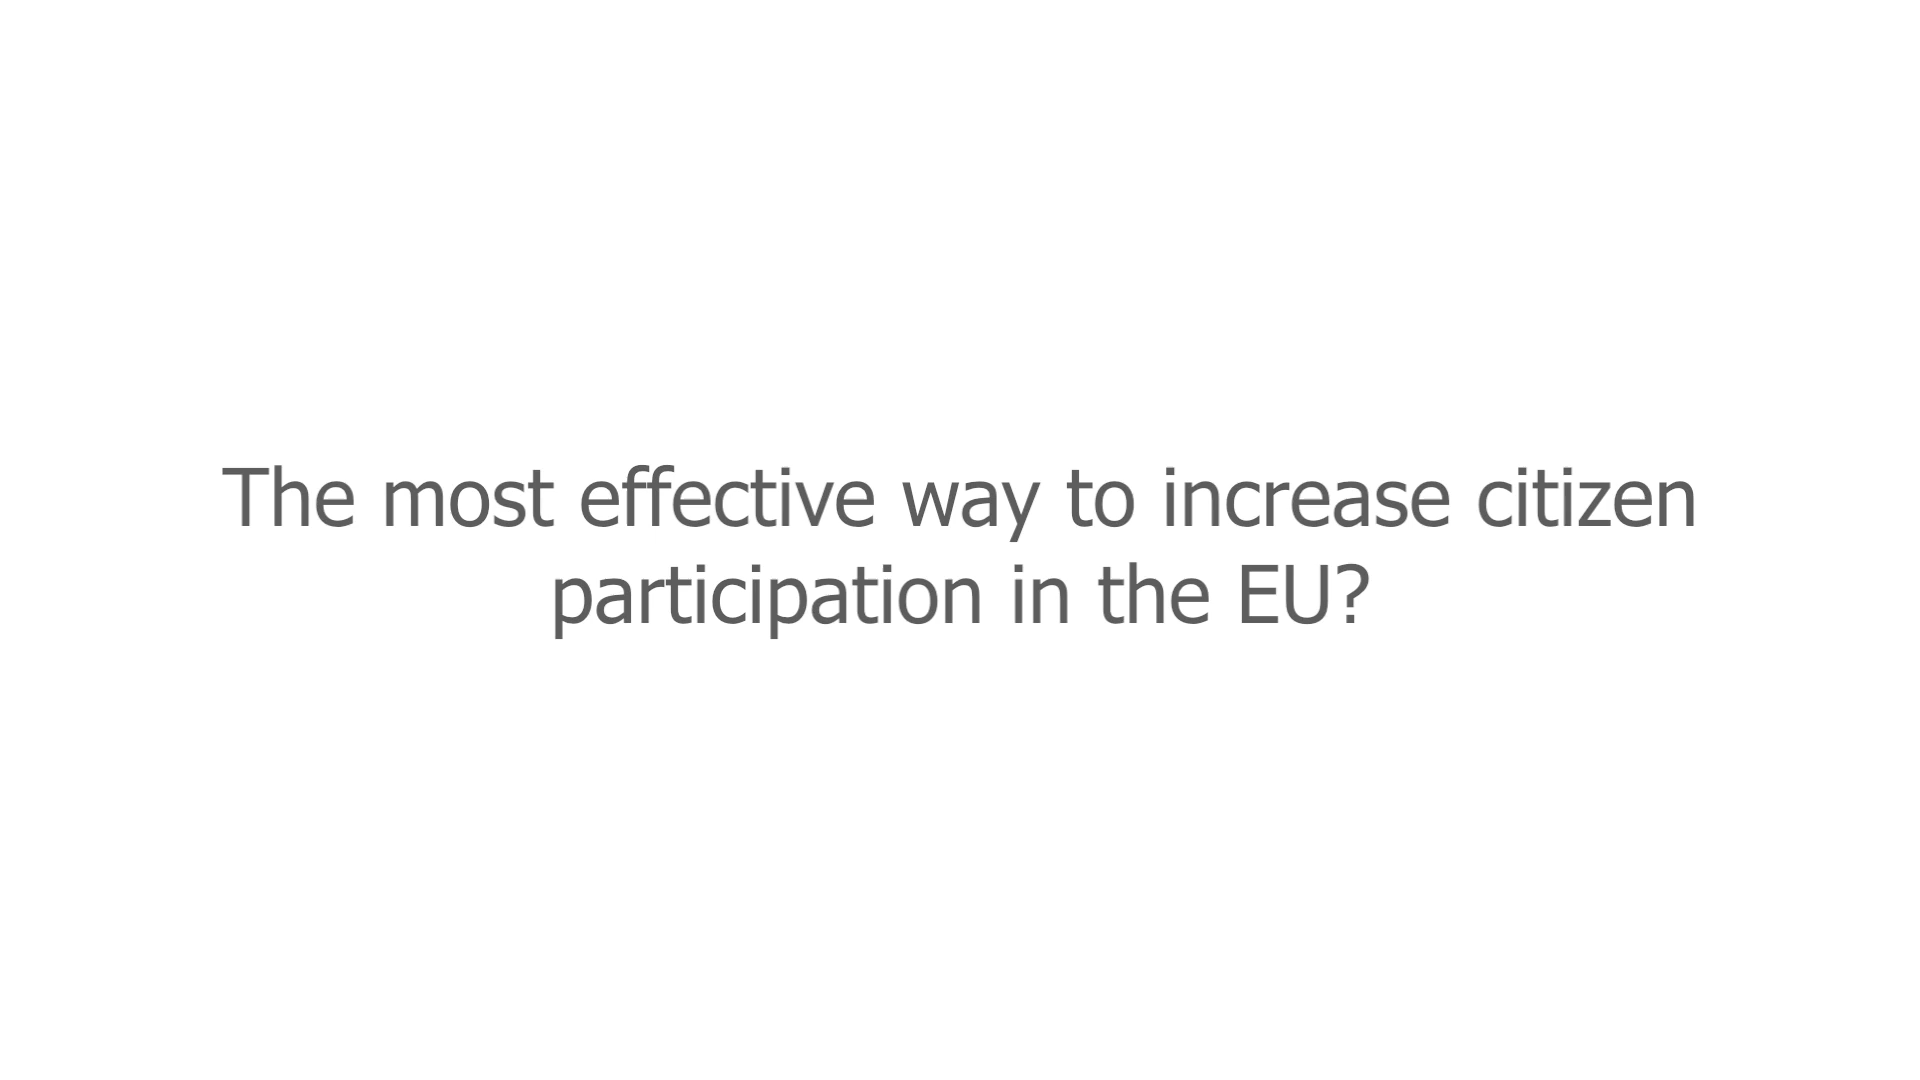 The most effective way to increase citizen
participation in the EU?